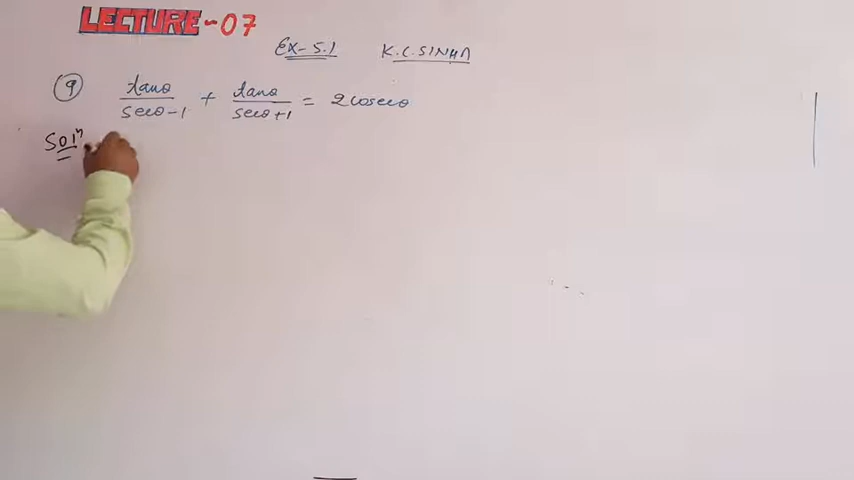 LECTURE-07
Ex-5.1 K.C.SINHA
9 tanθ/secθ-1 + tanθ/secθ+1 = 2cosecθ
Solⁿ